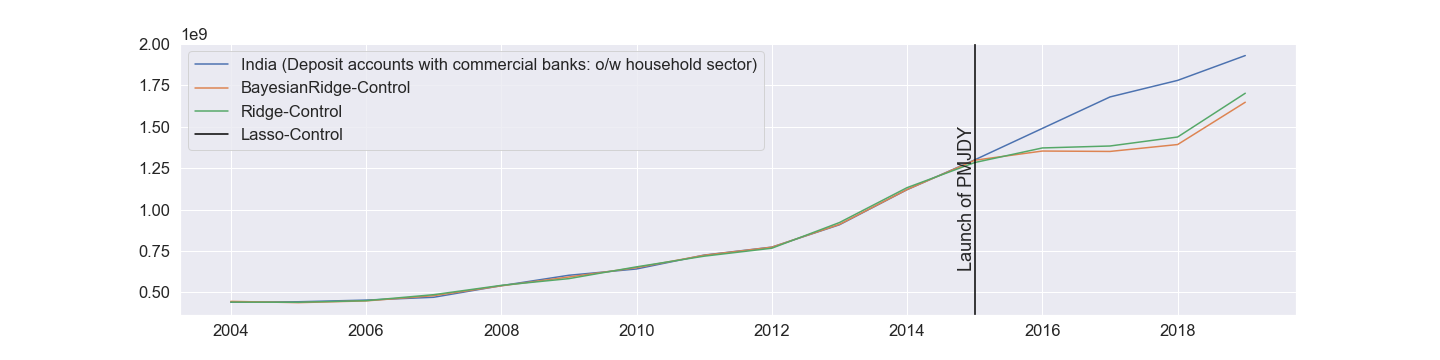 1e9
2.00
1.75
1.50
1.25
1.00
0.75
0.50
India (Deposit accounts with commercial banks: o/w household sector)
BayesianRidge-Control
Ridge-Control
Lasso-Control
Launch of PMJDY
2004
2006
2008
2010
2012
2014
2016
2018